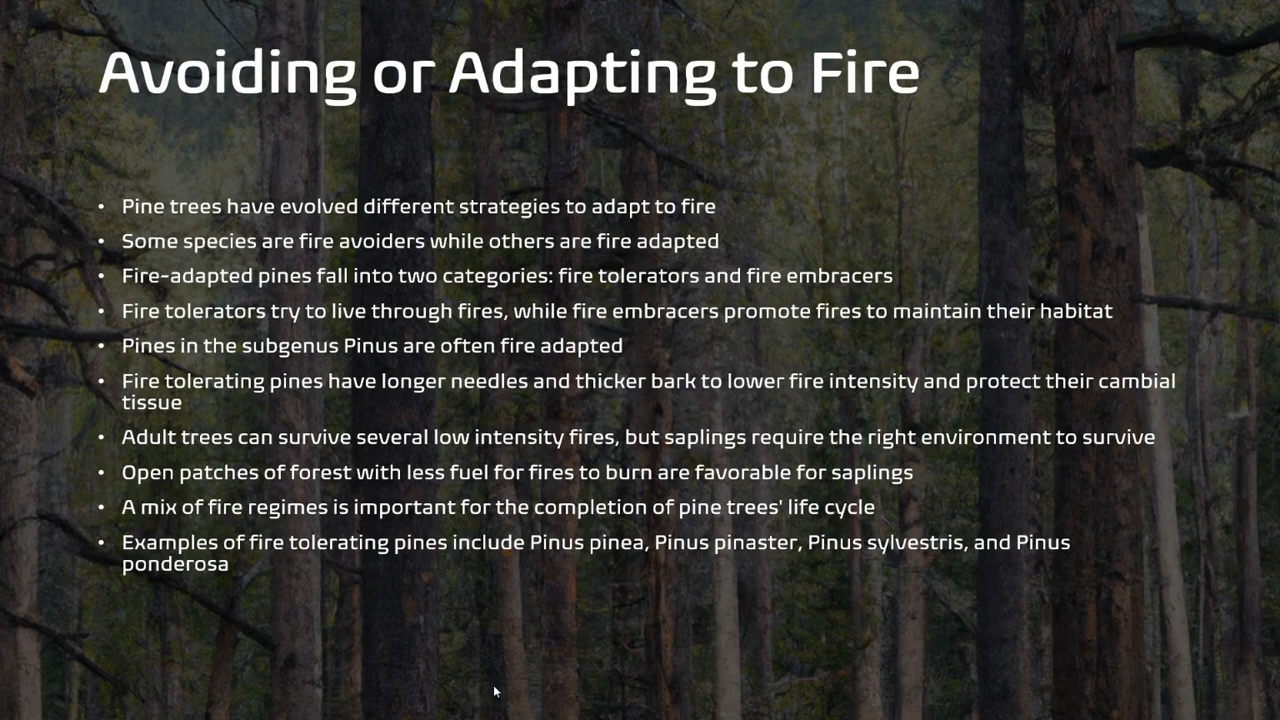 Avoiding or Adapting to Fire
• Pine trees have evolved different strategies to adapt to fire
• Some species are fire avoiders while others are fire adapted
• Fire-adapted pines fall into two categories: fire tolerators and fire embracers
• Fire tolerators try to live through fires, while fire embracers promote fires to maintain their habitat
• Pines in the subgenus Pinus are often fire adapted
• Fire tolerating pines have longer needles and thicker bark to lower fire intensity and protect their cambial
tissue
• Adult trees can survive several low intensity fires, but saplings require the right environment to survive
• Open patches of forest with less fuel for fires to burn are favorable for saplings
• A mix of fire regimes is important for the completion of pine trees' life cycle
• Examples of fire tolerating pines include Pinus pinea, Pinus pinaster, Pinus sylvestris, and Pinus
ponderosa